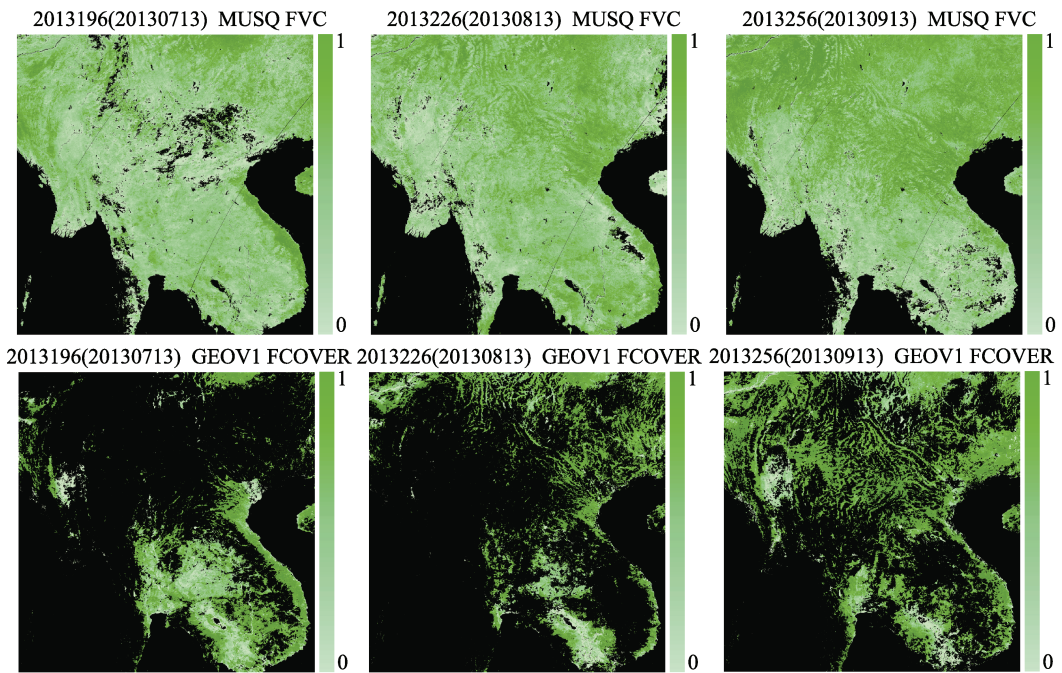 2013196(20130713) MUSQ FVC
2013226(20130813) MUSQ FVC
2013256(20130913) MUSQ FVC
1
1
1
0
0
0
2013196(20130713) GEOV1 FCOVER
2013226(20130813) GEOV1 FCOVER
2013256(20130913) GEOV1 FCOVER
1
1
1
0
0
0